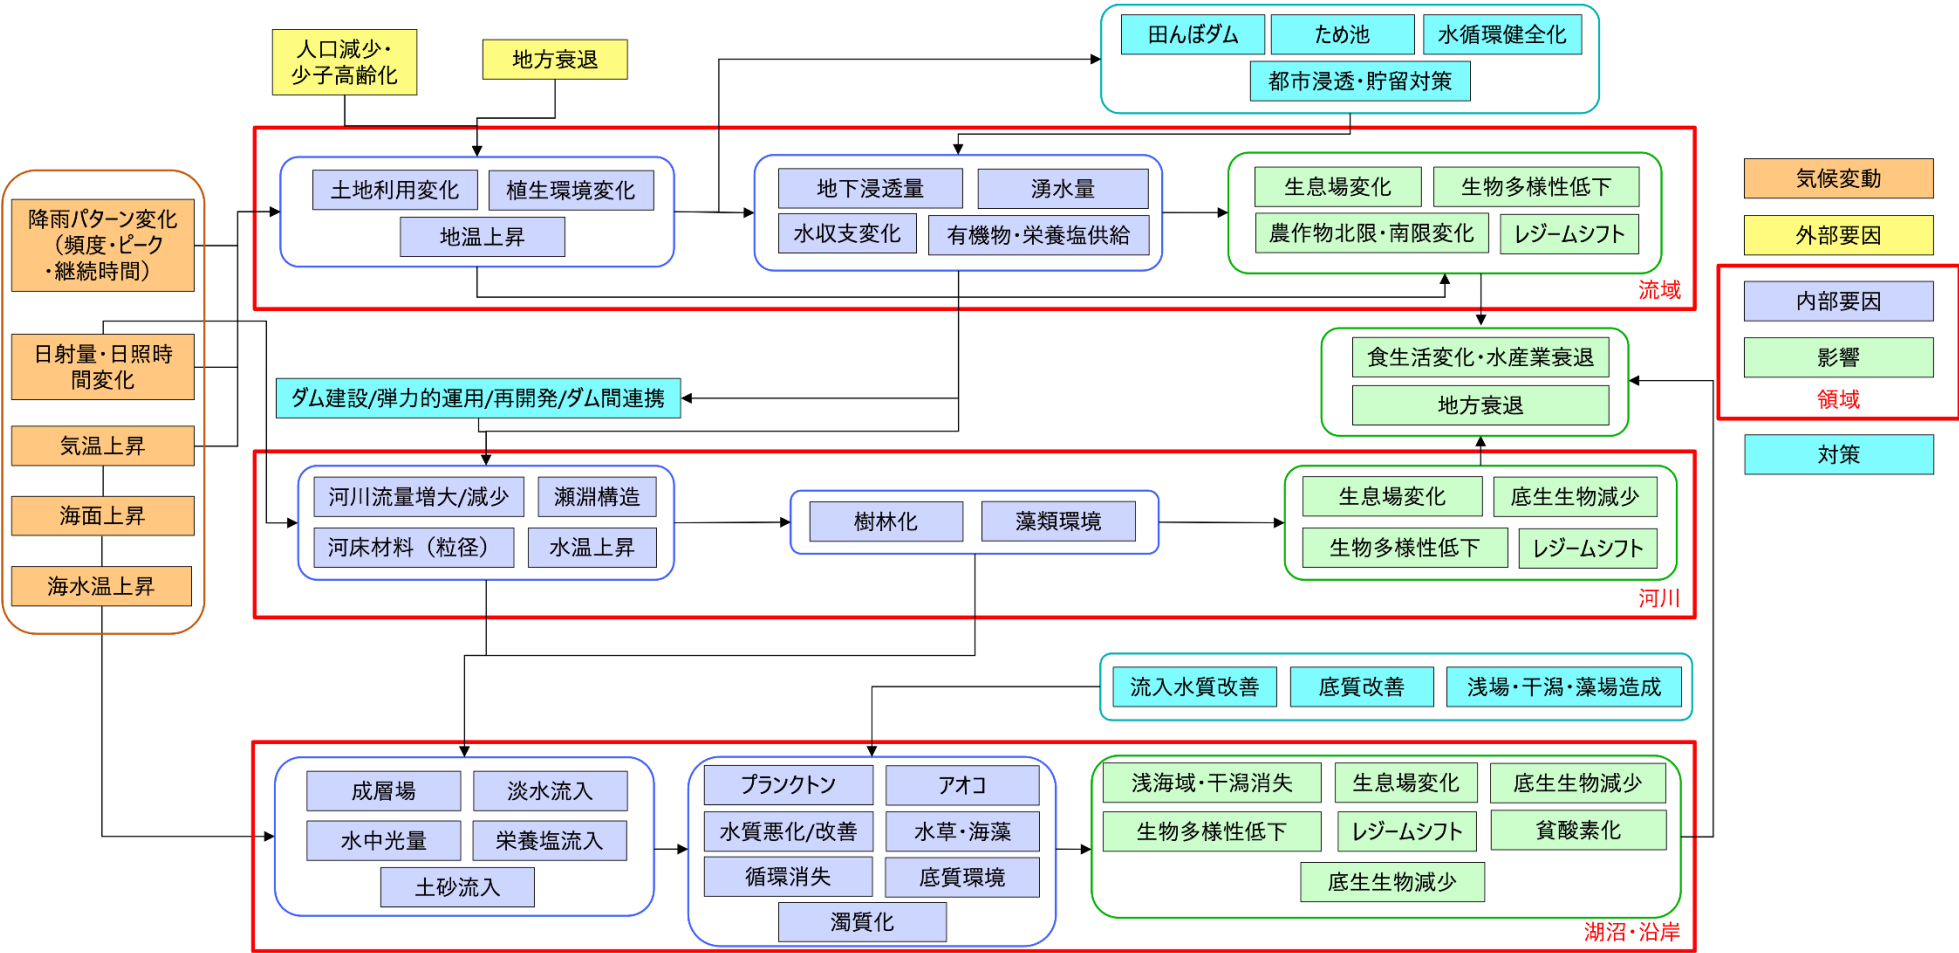 人口減少・
少子高齢化
地方衰退
田んぼダム
ため池
水循環健全化
都市浸透・貯留対策
降雨パターン変化
（頻度・ピーク
・継続時間）
日射量・日照時
間変化
気温上昇
海面上昇
海水温上昇
土地利用変化
植生環境変化
地温上昇
地下浸透量
湧水量
水収支変化
有機物・栄養塩供給
生息場変化
生物多様性低下
農作物北限・南限変化
レジームシフト
流域
ダム建設/弾力的運用/再開発/ダム間連携
食生活変化・水産業衰退
地方衰退
河川流量増大/減少
瀬淵構造
河床材料（粒径）
水温上昇
樹林化
藻類環境
生息場変化
底生生物減少
生物多様性低下
レジームシフト
河川
流入水質改善
底質改善
浅場・干潟・藻場造成
成層場
淡水流入
水中光量
栄養塩流入
土砂流入
プランクトン
アオコ
水質悪化/改善
水草・海藻
循環消失
底質環境
濁質化
浅海域・干潟消失
生息場変化
底生生物減少
生物多様性低下
レジームシフト
貧酸素化
底生生物減少
湖沼・沿岸
気候変動
外部要因
内部要因
影響
領域
対策